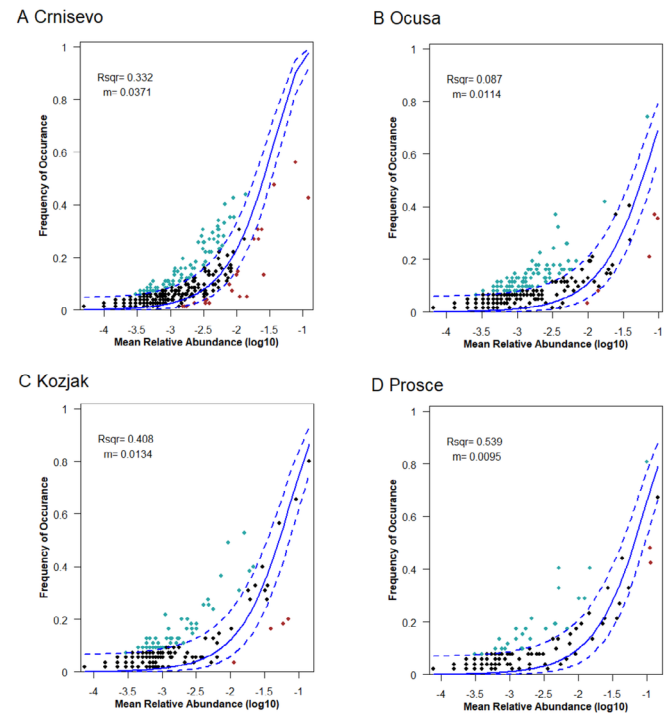 A Crnisevo
Rsqr= 0.332
m= 0.0371
Frequency of Occurance
1
0.8
0.6
0.4
0.2
0
-4 -3.5 -3 -2.5 -2 -1.5 -1
Mean Relative Abundance (log10)
B Ocusa
Rsqr= 0.087
m= 0.0114
Frequency of Occurance
1
0.8
0.6
0.4
0.2
0
-4 -3.5 -3 -2.5 -2 -1.5 -1
Mean Relative Abundance (log10)
C Kozjak
Rsqr= 0.408
m= 0.0134
Frequency of Occurance
1
0.8
0.6
0.4
0.2
0
-4 -3.5 -3 -2.5 -2 -1.5 -1
Mean Relative Abundance (log10)
D Prosce
Rsqr= 0.539
m= 0.0095
Frequency of Occurance
1
0.8
0.6
0.4
0.2
0
-4 -3.5 -3 -2.5 -2 -1.5 -1
Mean Relative Abundance (log10)